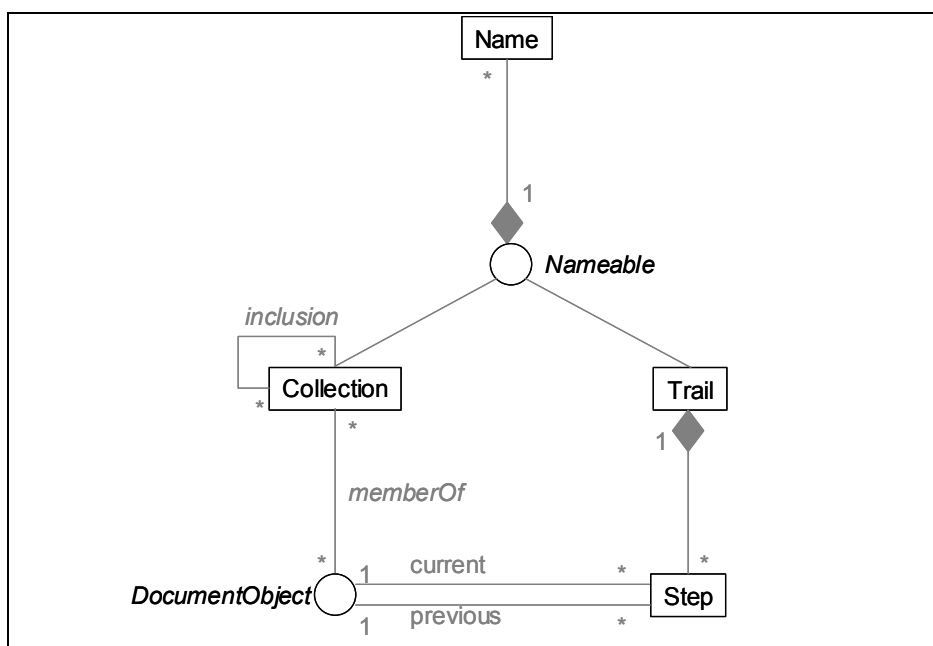 Name
*
1
Nameable
inclusion
*
Collection
Trail
*
*
1
memberOf
*
current
*
1
*
DocumentObject
Step
previous
1
*